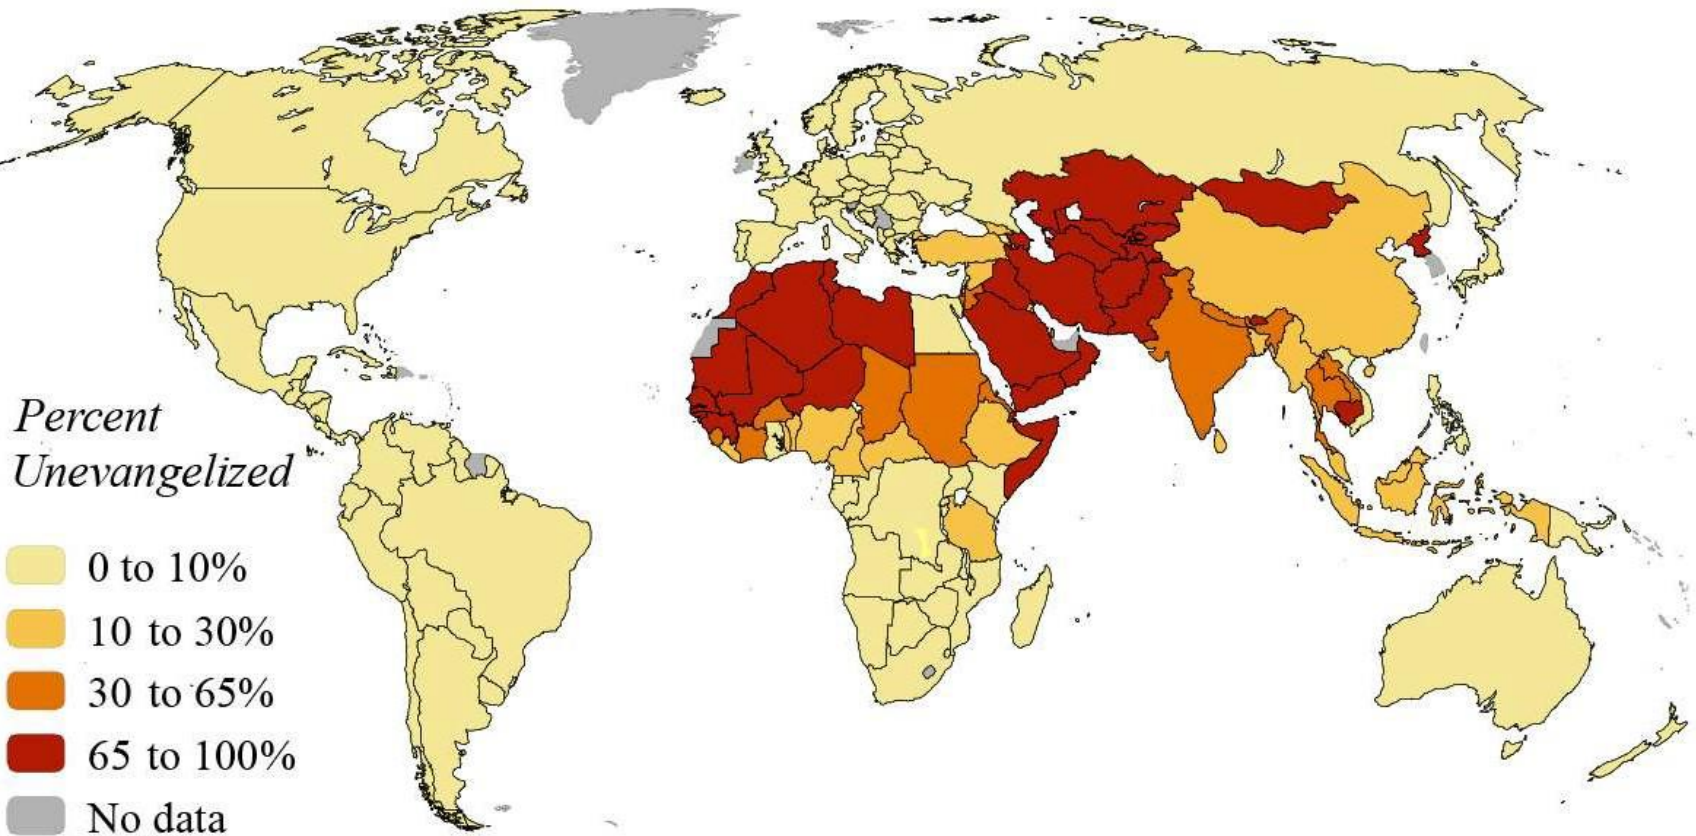 Percent
Unevangelized
0 to 10%
10 to 30%
30 to 65%
65 to 100%
No data